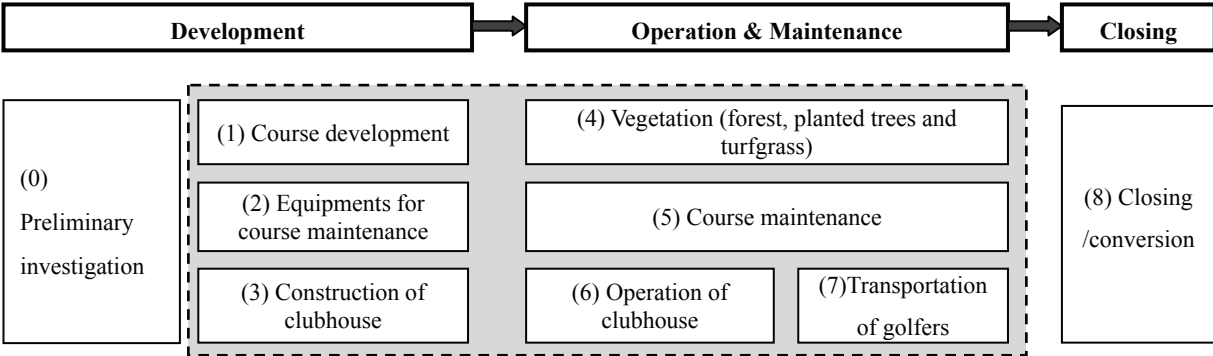 Development
Operation & Maintenance
Closing
(0)
Preliminary
investigation
(1) Course development
(2) Equipments for
course maintenance
(3) Construction of
clubhouse
(4) Vegetation (forest, planted trees and
turfgrass)
(5) Course maintenance
(6) Operation of
clubhouse
(7)Transportation
of golfers
(8) Closing
/conversion